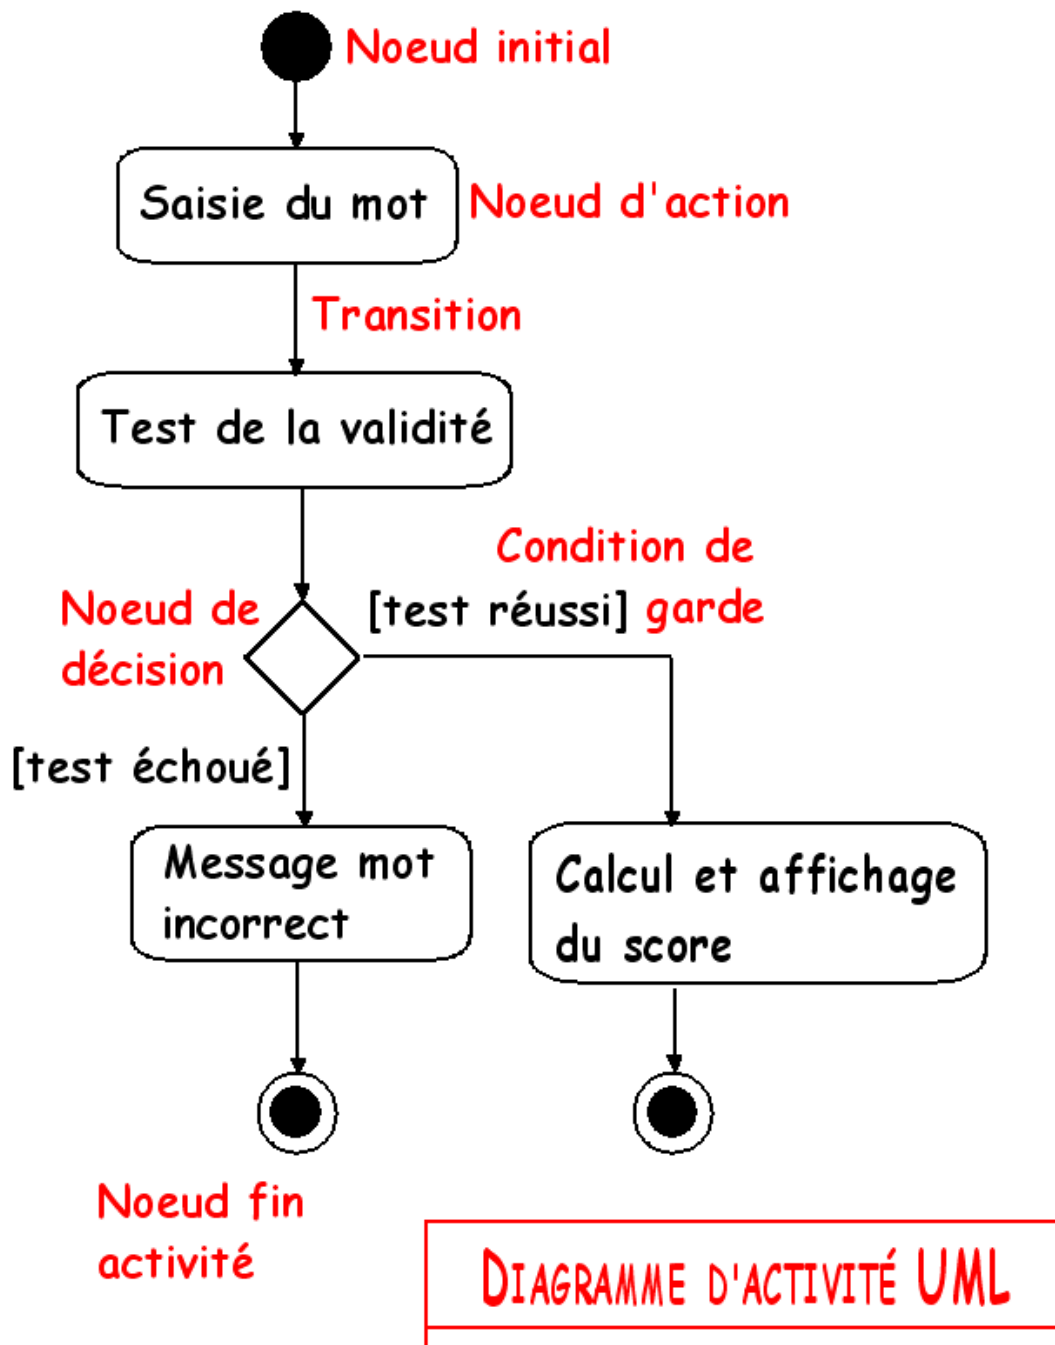 Noeud initial
Saisie du mot
Noeud d'action
Transition
Test de la validité
Condition de
garde
[test réussi]
Noeud de
décision
[test échoué]
Message mot
incorrect
Calcul et affichage
du score
Noeud fin
activité
DIAGRAMME D'ACTIVITÉ UML